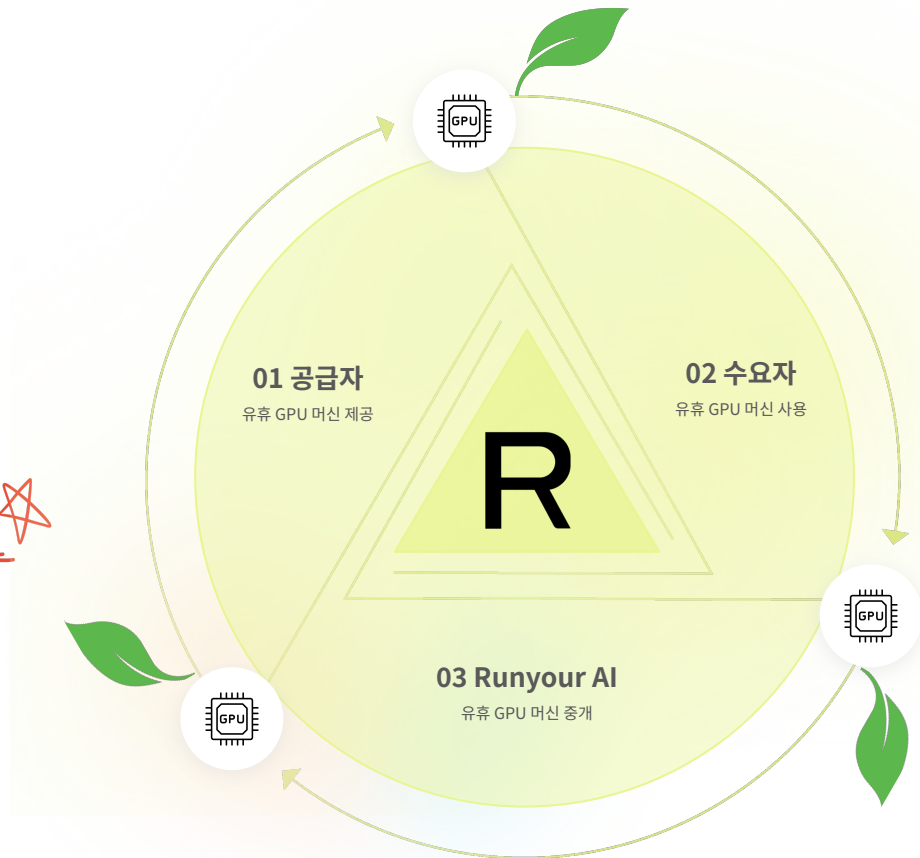 GPU
01 공급자
유휴 GPU 머신 제공
02 수요자
유휴 GPU 머신 사용
R
GPU
03 Runyour AI
유휴 GPU 머신 중개
GPU